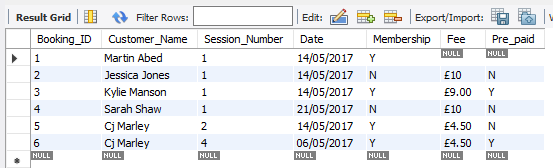 Result Grid Filter Rows: Edit: Export/Import:
Booking_ID Customer_Name Session_Number Date Membership Fee Pre_paid
1 Martin Abed 1 14/05/2017 Y NULL NULL
2 Jessica Jones 1 14/05/2017 N £10 N
3 Kylie Manson 1 14/05/2017 Y £9.00 Y
4 Sarah Shaw 1 21/05/2017 N £10 N
5 Cj Marley 2 14/05/2017 Y £4.50 N
6 Cj Marley 4 06/05/2017 Y £4.50 Y
NULL NULL NULL NULL NULL NULL NULL